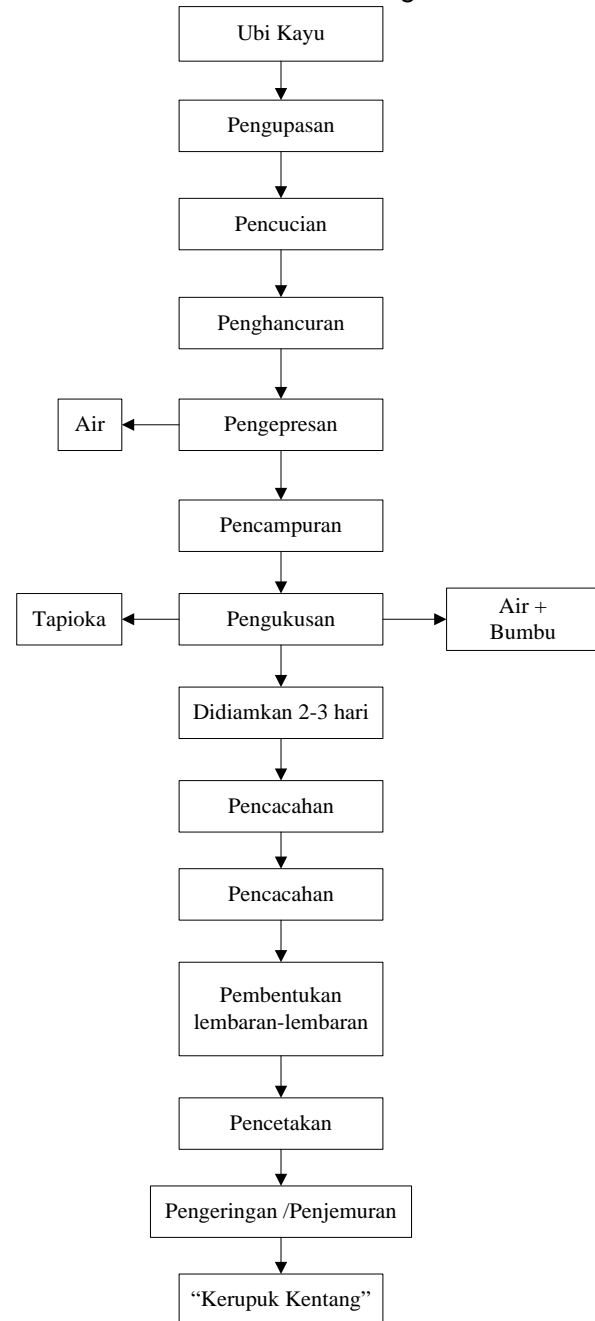 Ubi Kayu
Pengupasan
Pencucian
Penghancuran
Air
Pengepresan
Pencampuran
Tapioka
Pengukusan
Air +
Bumbu
Didiamkan 2-3 hari
Pencacahan
Pencacahan
Pembentukan
lembaran-lembaran
Pencetakan
Pengeringan /Penjemuran
“Kerupuk Kentang”